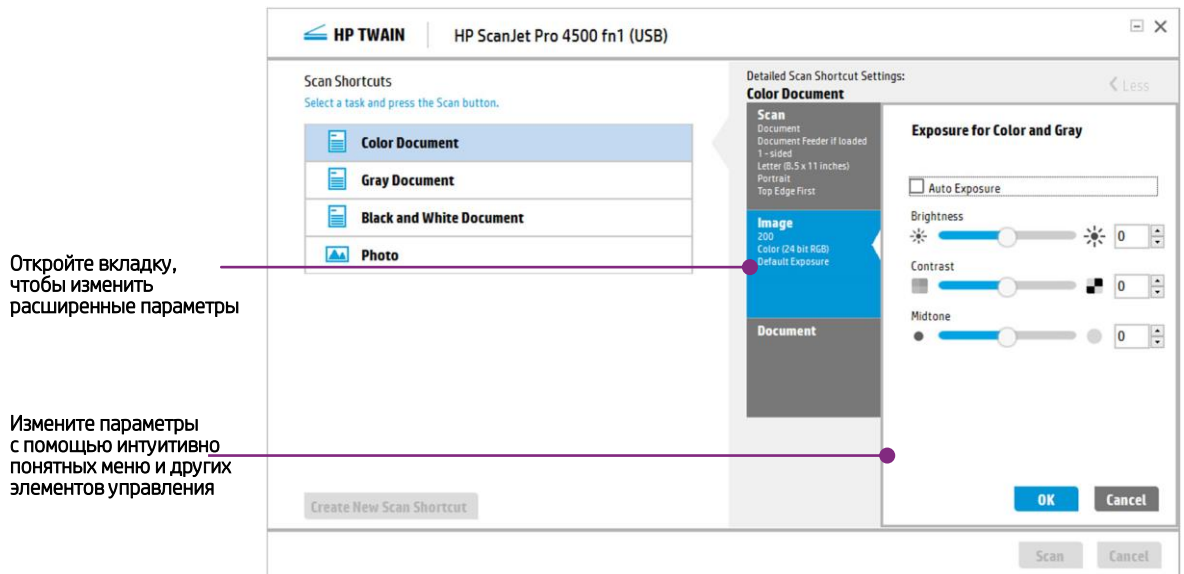 HP TWAIN
HP ScanJet Pro 4500 fn1 (USB)
Scan Shortcuts
Select a task and press the Scan button.
Color Document
Gray Document
Black and White Document
Photo
Create New Scan Shortcut
Откройте вкладку,
чтобы изменить
расширенные параметры
Измените параметры
с помощью интуитивно
понятных меню и других
элементов управления
Detailed Scan Shortcut Settings:
Color Document
Less
Scan
Document
Document Feeder if loaded
1 - sided
Letter (8.5 x 11 inches)
Portrait
Top Edge First
Image
200
Color (24 bit RGB)
Default Exposure
Document
Exposure for Color and Gray
Auto Exposure
Brightness
0
Contrast
0
Midtone
0
OK Cancel
Scan Cancel